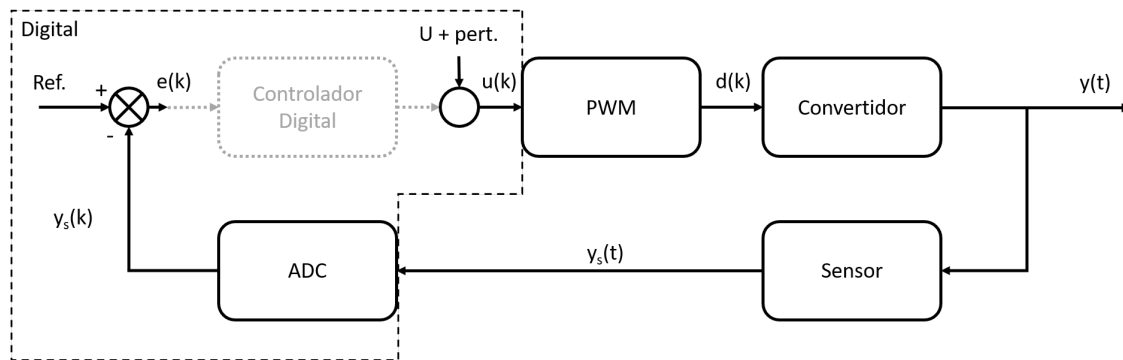 Digital
U + pert.
Ref.
+
e(k)
Controlador
Digital
u(k)
PWM
d(k)
Convertidor
y(t)
-
yₛ(k)
ADC
yₛ(t)
Sensor